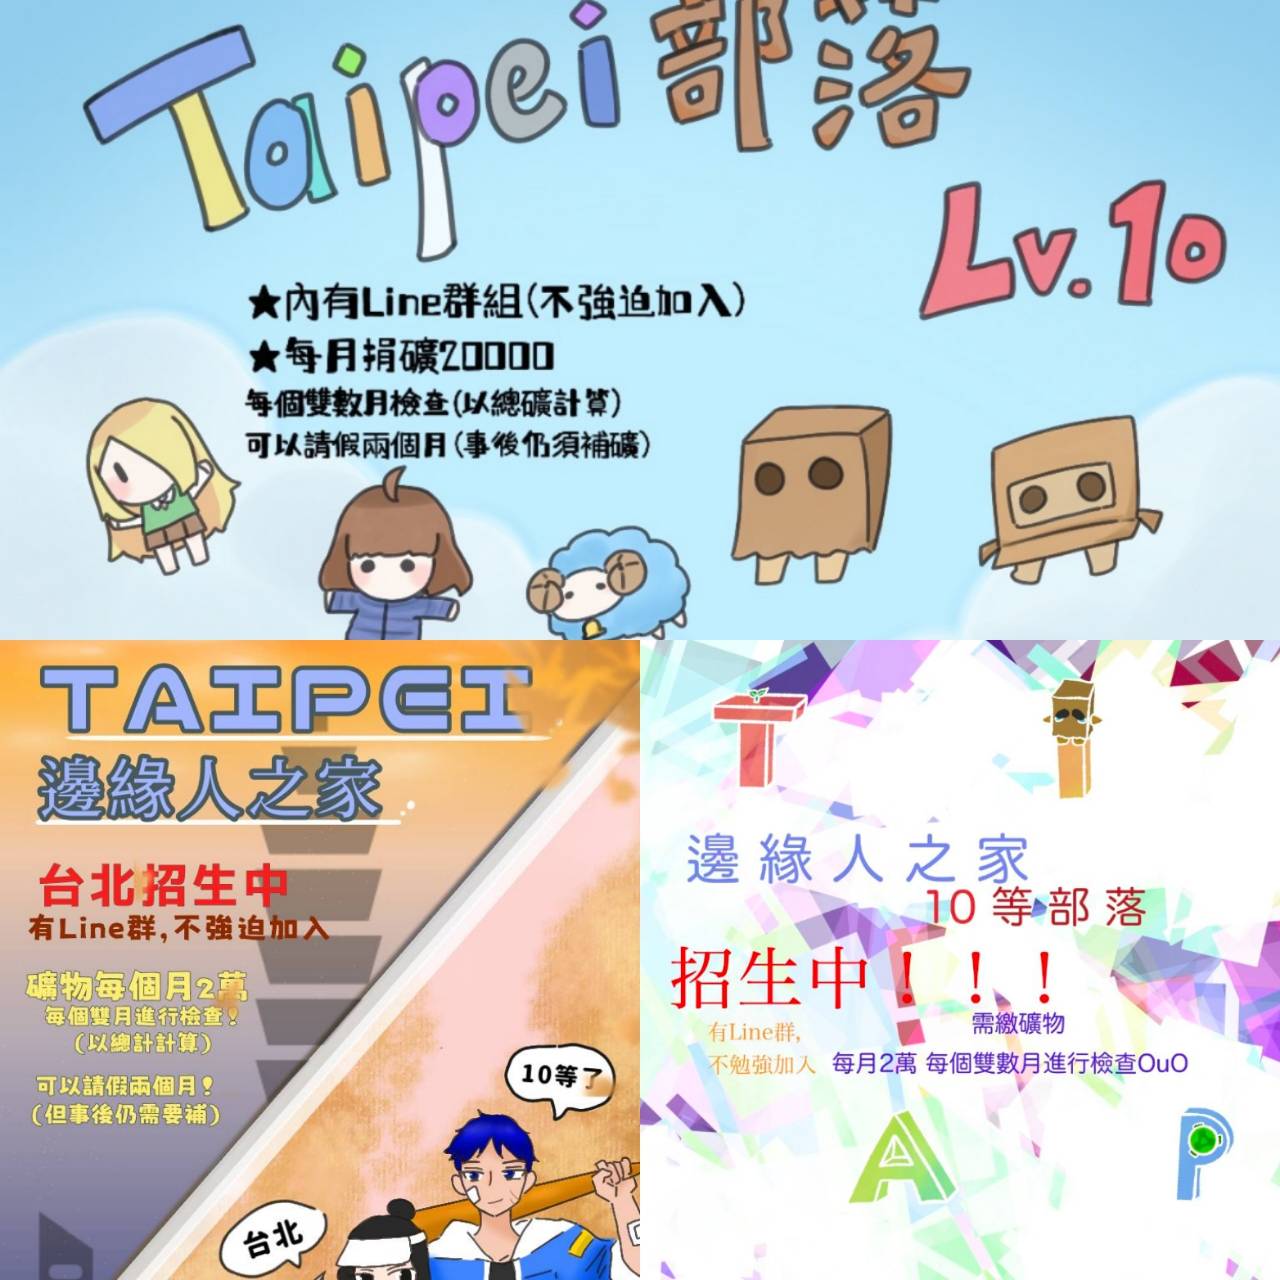 Taipei部落
Lv.10
★內有Line群組(不強迫加入)
★每月捐礦20000
每個雙數月檢查(以總礦計算)
可以請假兩個月(事後仍須補礦)
TAIPEI
邊緣人之家
台北招生中
有Line群,不強迫加入
礦物每個月2萬
每個雙月進行檢查!
(以總計計算)
可以請假兩個月!
(但事後仍需要補)
10等了
台北
T I
邊緣人之家
10等部落
招生中！！！
有Line群,
不勉強加入
需繳礦物
每月2萬 每個雙數月進行檢查OuO
A P